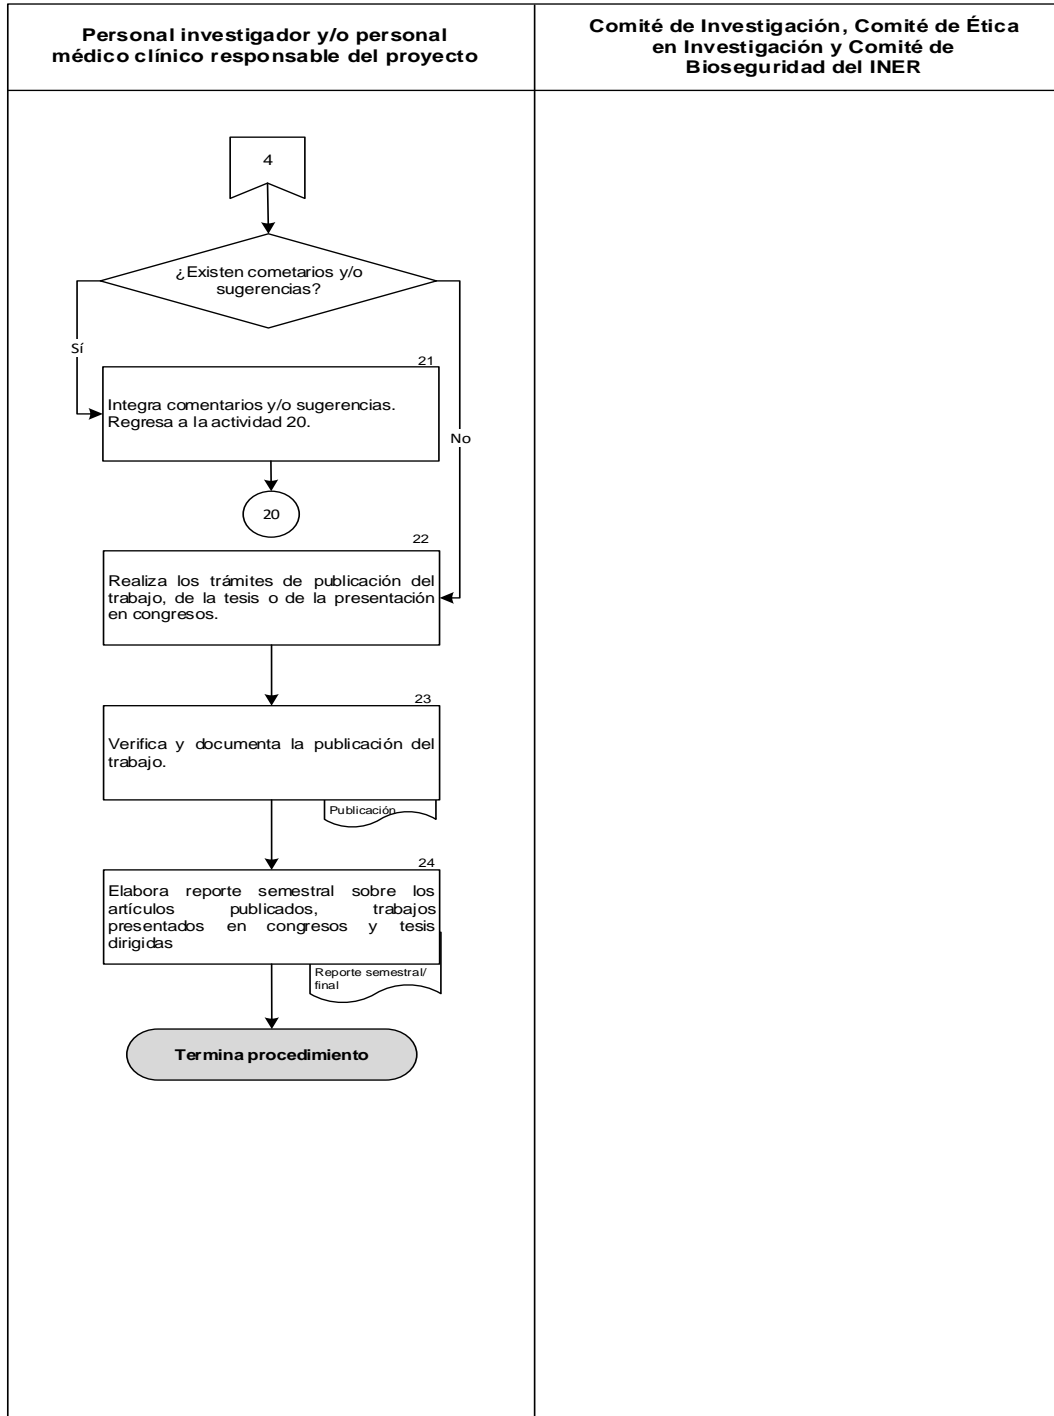 Personal investigador y/o personal
médico clínico responsable del proyecto
Comité de Investigación, Comité de Ética
en Investigación y Comité de
Bioseguridad del INER
4
¿Existen cometarios y/o
sugerencias?
Sí
21
Integra comentarios y/o sugerencias.
Regresa a la actividad 20.
No
20
22
Realiza los trámites de publicación del
trabajo, de la tesis o de la presentación
en congresos.
23
Verifica y documenta la publicación del
trabajo.
Publicación
24
Elabora reporte semestral sobre los
artículos publicados, trabajos
presentados en congresos y tesis
dirigidas
Reporte semestral/
final
Termina procedimiento